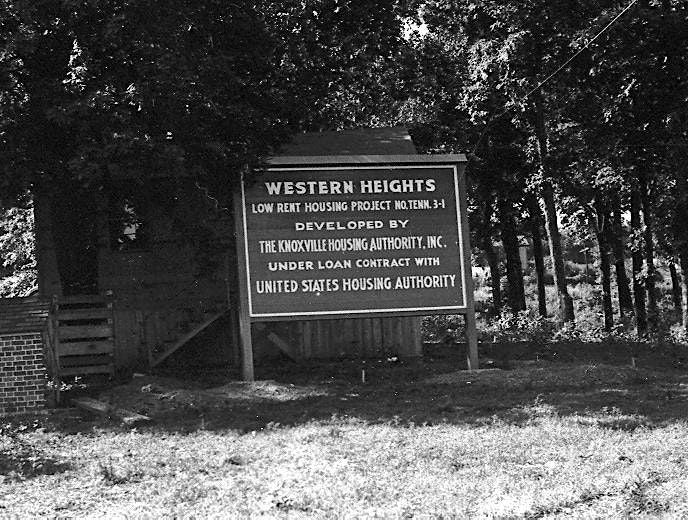 WESTERN HEIGHTS
LOW RENT HOUSING PROJECT NO. TENN. 3-1
DEVELOPED BY
THE KNOXVILLE HOUSING AUTHORITY, INC.
UNDER LOAN CONTRACT WITH
UNITED STATES HOUSING AUTHORITY